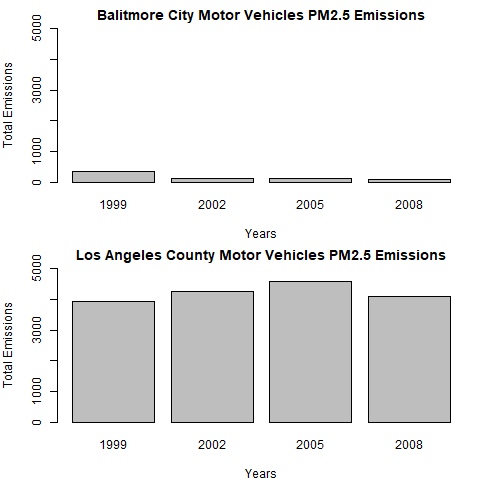 Balitmore City Motor Vehicles PM2.5 Emissions
Total Emissions
5000
3000
1000
0
1999 2002 2005 2008
Years
Los Angeles County Motor Vehicles PM2.5 Emissions
Total Emissions
5000
3000
1000
0
1999 2002 2005 2008
Years